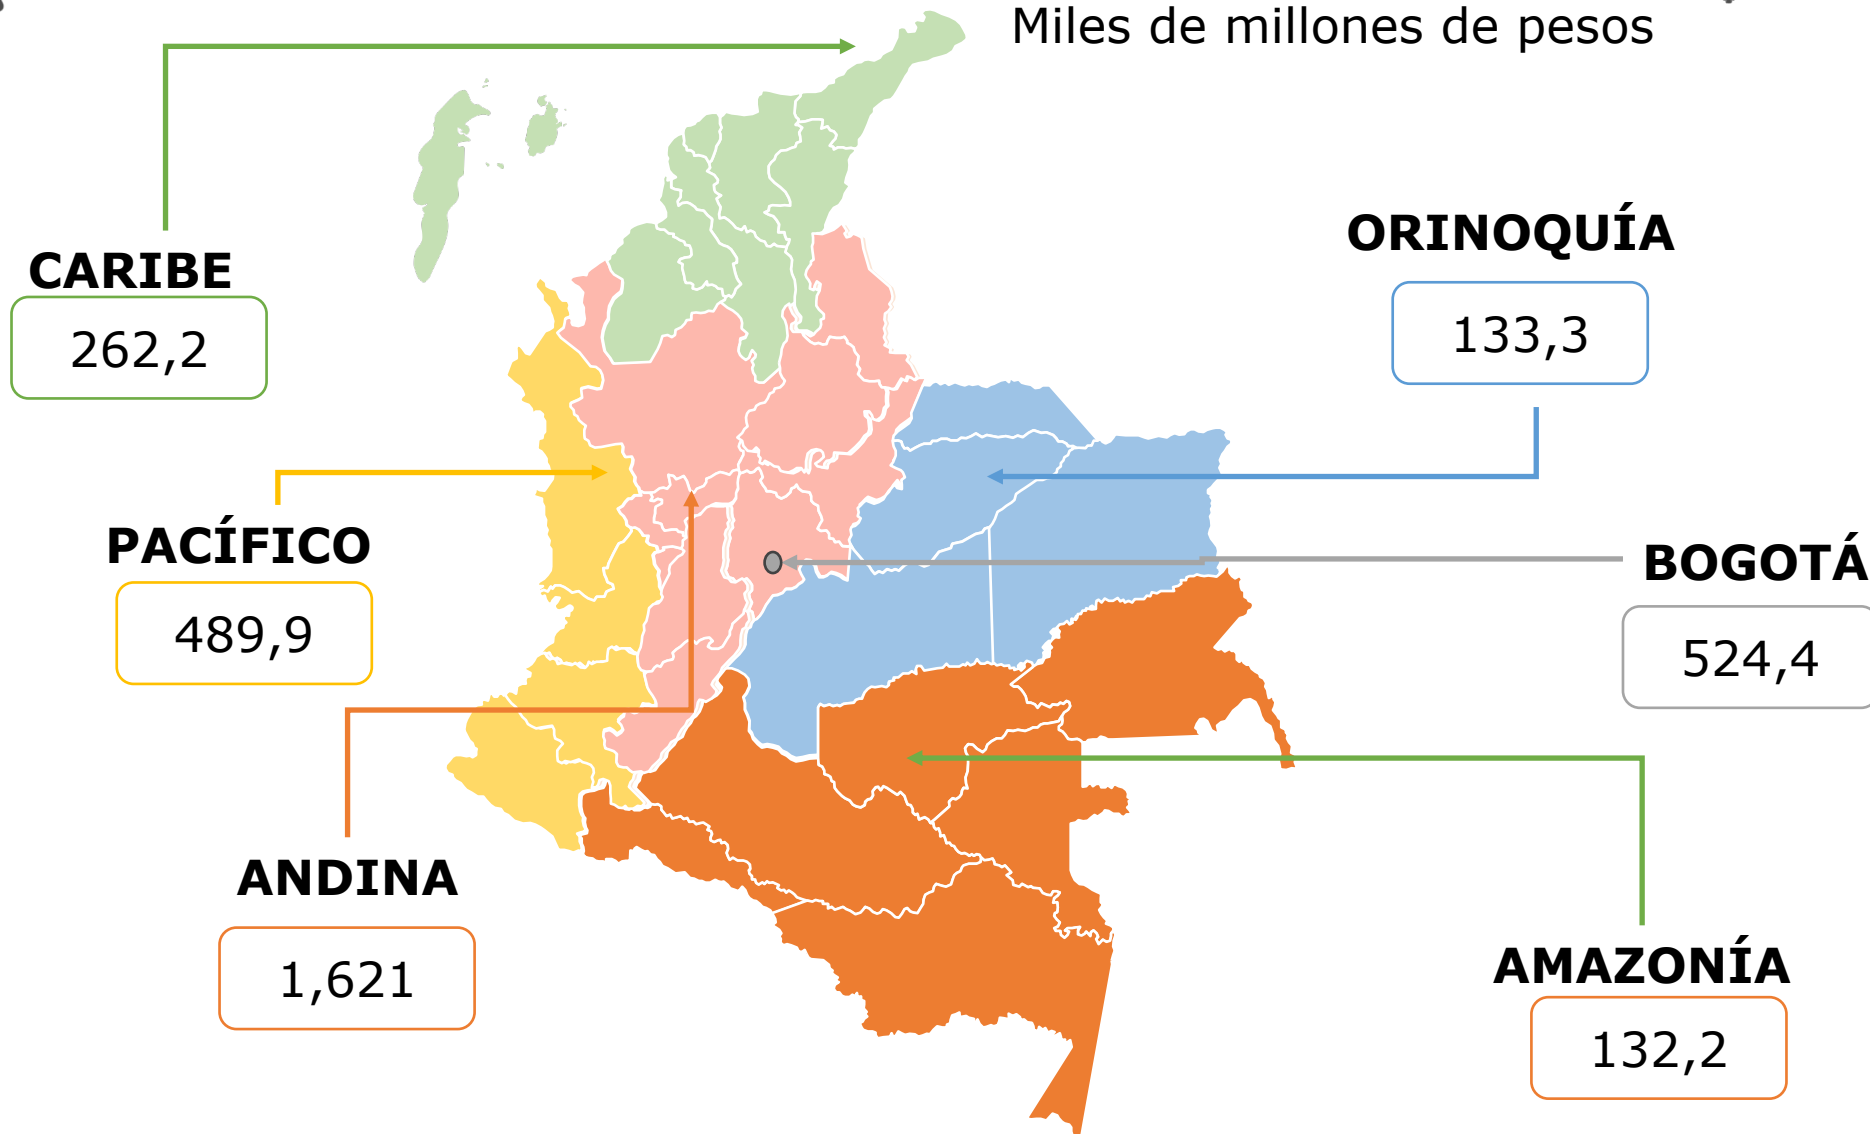 Miles de millones de pesos
CARIBE
262,2
ORINOQUÍA
133,3
PACÍFICO
489,9
BOGOTÁ
524,4
ANDINA
1,621
AMAZONÍA
132,2